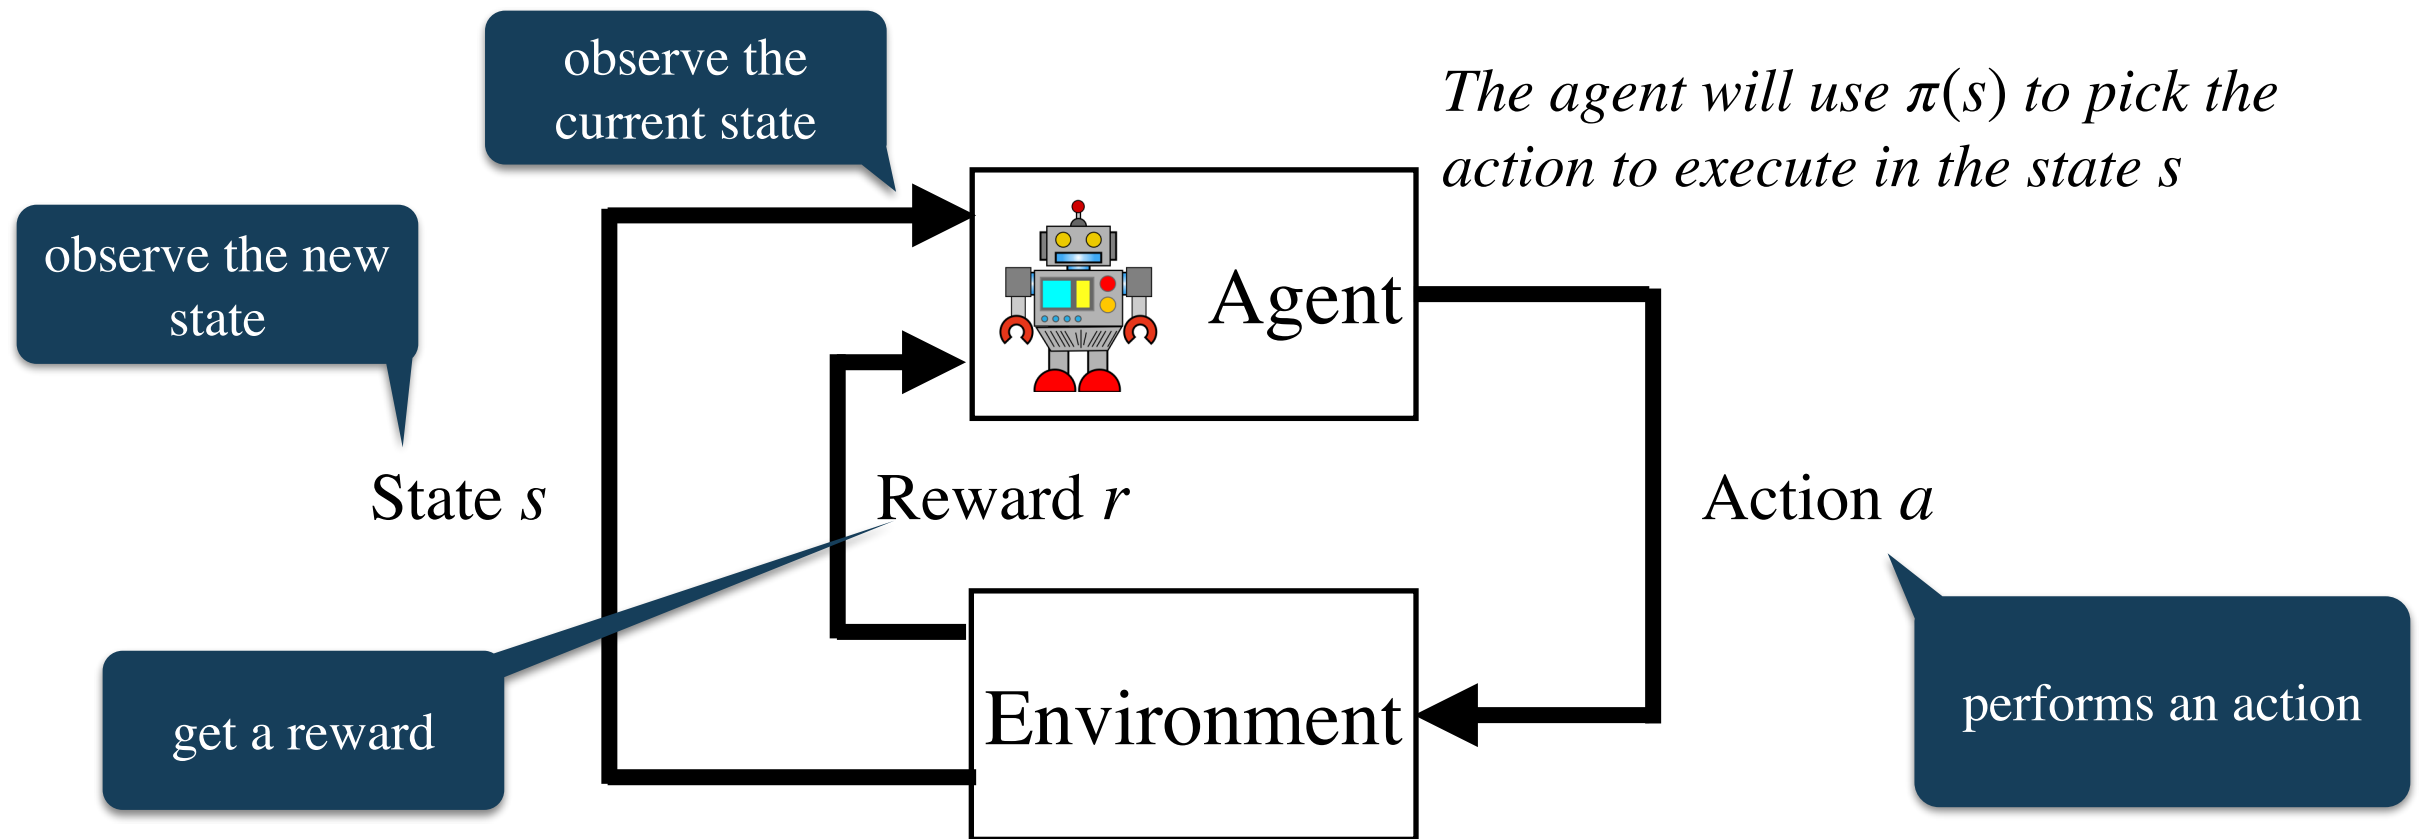 observe the
current state
The agent will use π(s) to pick the
action to execute in the state s
observe the new
state
Agent
State s
Reward r
Action a
get a reward
Environment
performs an action